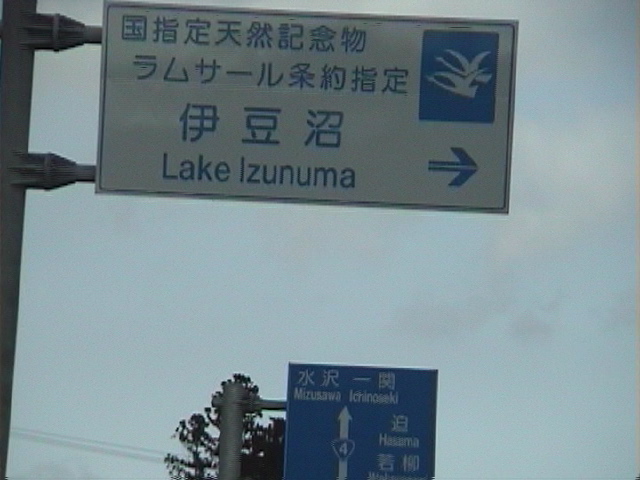 国指定天然記念物
ラムサール条約指定
伊豆沼
Lake Izunuma
水沢 一関
Mizusawa Ichinoseki
迫
Hasama
4
若柳